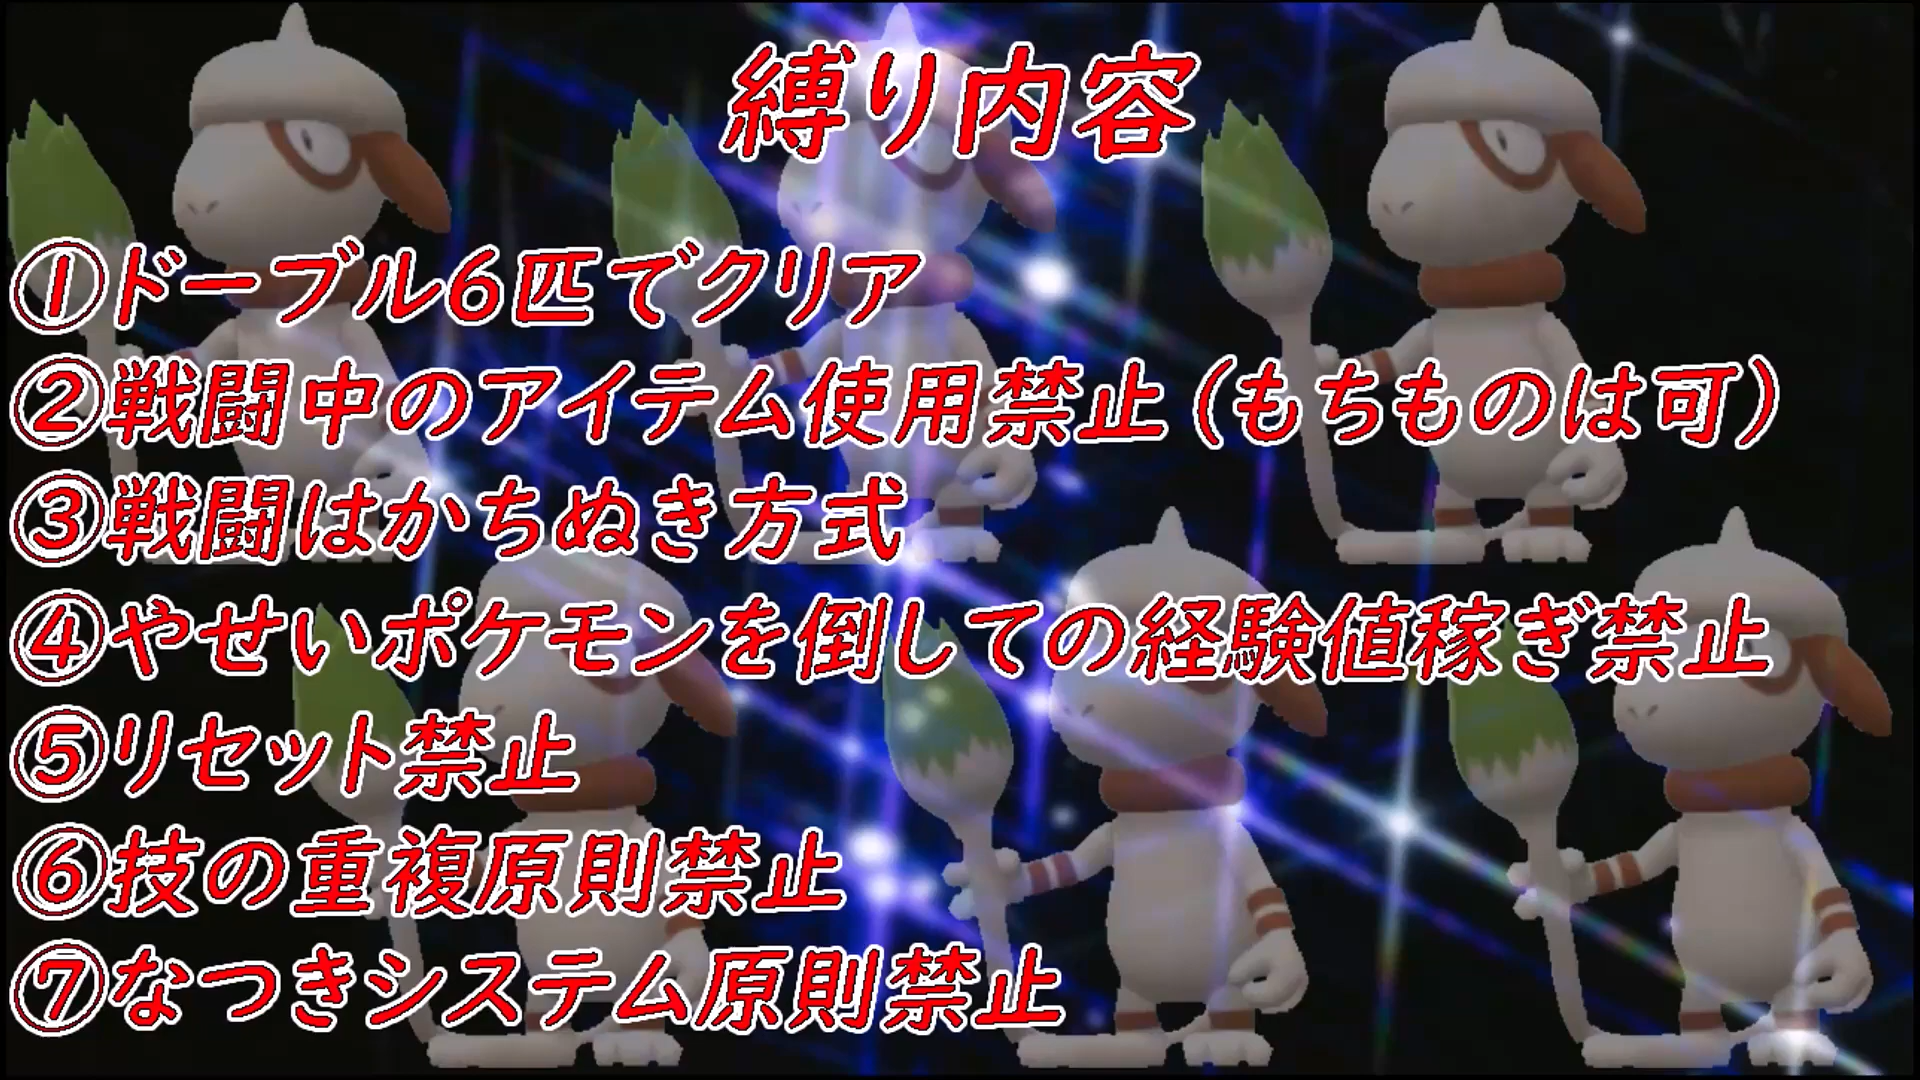 縛り内容
①ドーブル6匹でクリア
②戦闘中のアイテム使用禁止(もちものは可)
③戦闘はかちぬき方式
④やせいポケモンを倒しての経験値稼ぎ禁止
⑤リセット禁止
⑥技の重複原則禁止
⑦なつきシステム原則禁止